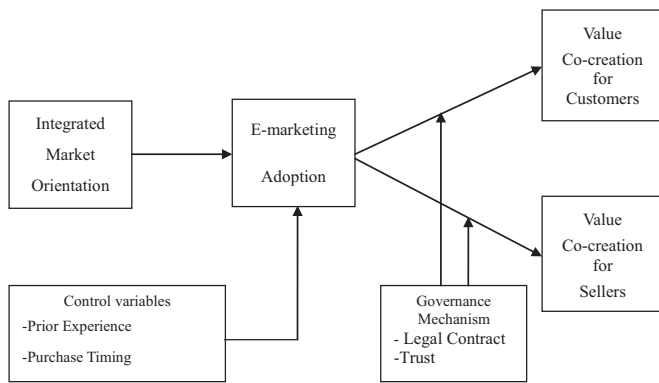 Integrated
Market
Orientation
E-marketing
Adoption
Value
Co-creation
for
Customers
Value
Co-creation
for
Sellers
Control variables
-Prior Experience
-Purchase Timing
Governance
Mechanism
- Legal Contract
-Trust